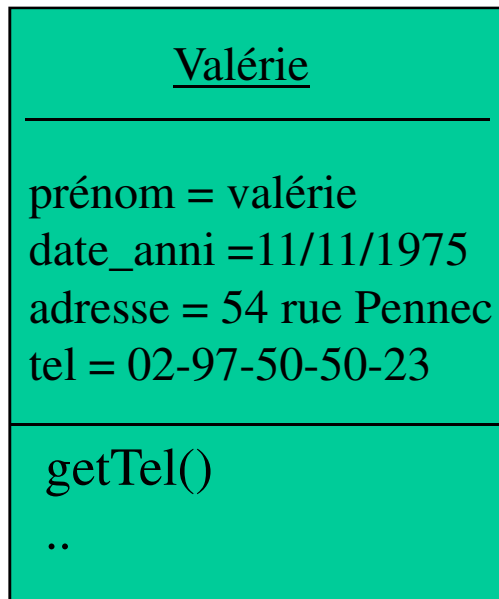 Valérie
prénom = valérie
date_anni =11/11/1975
adresse = 54 rue Pennec
tel = 02-97-50-50-23
getTel()
..